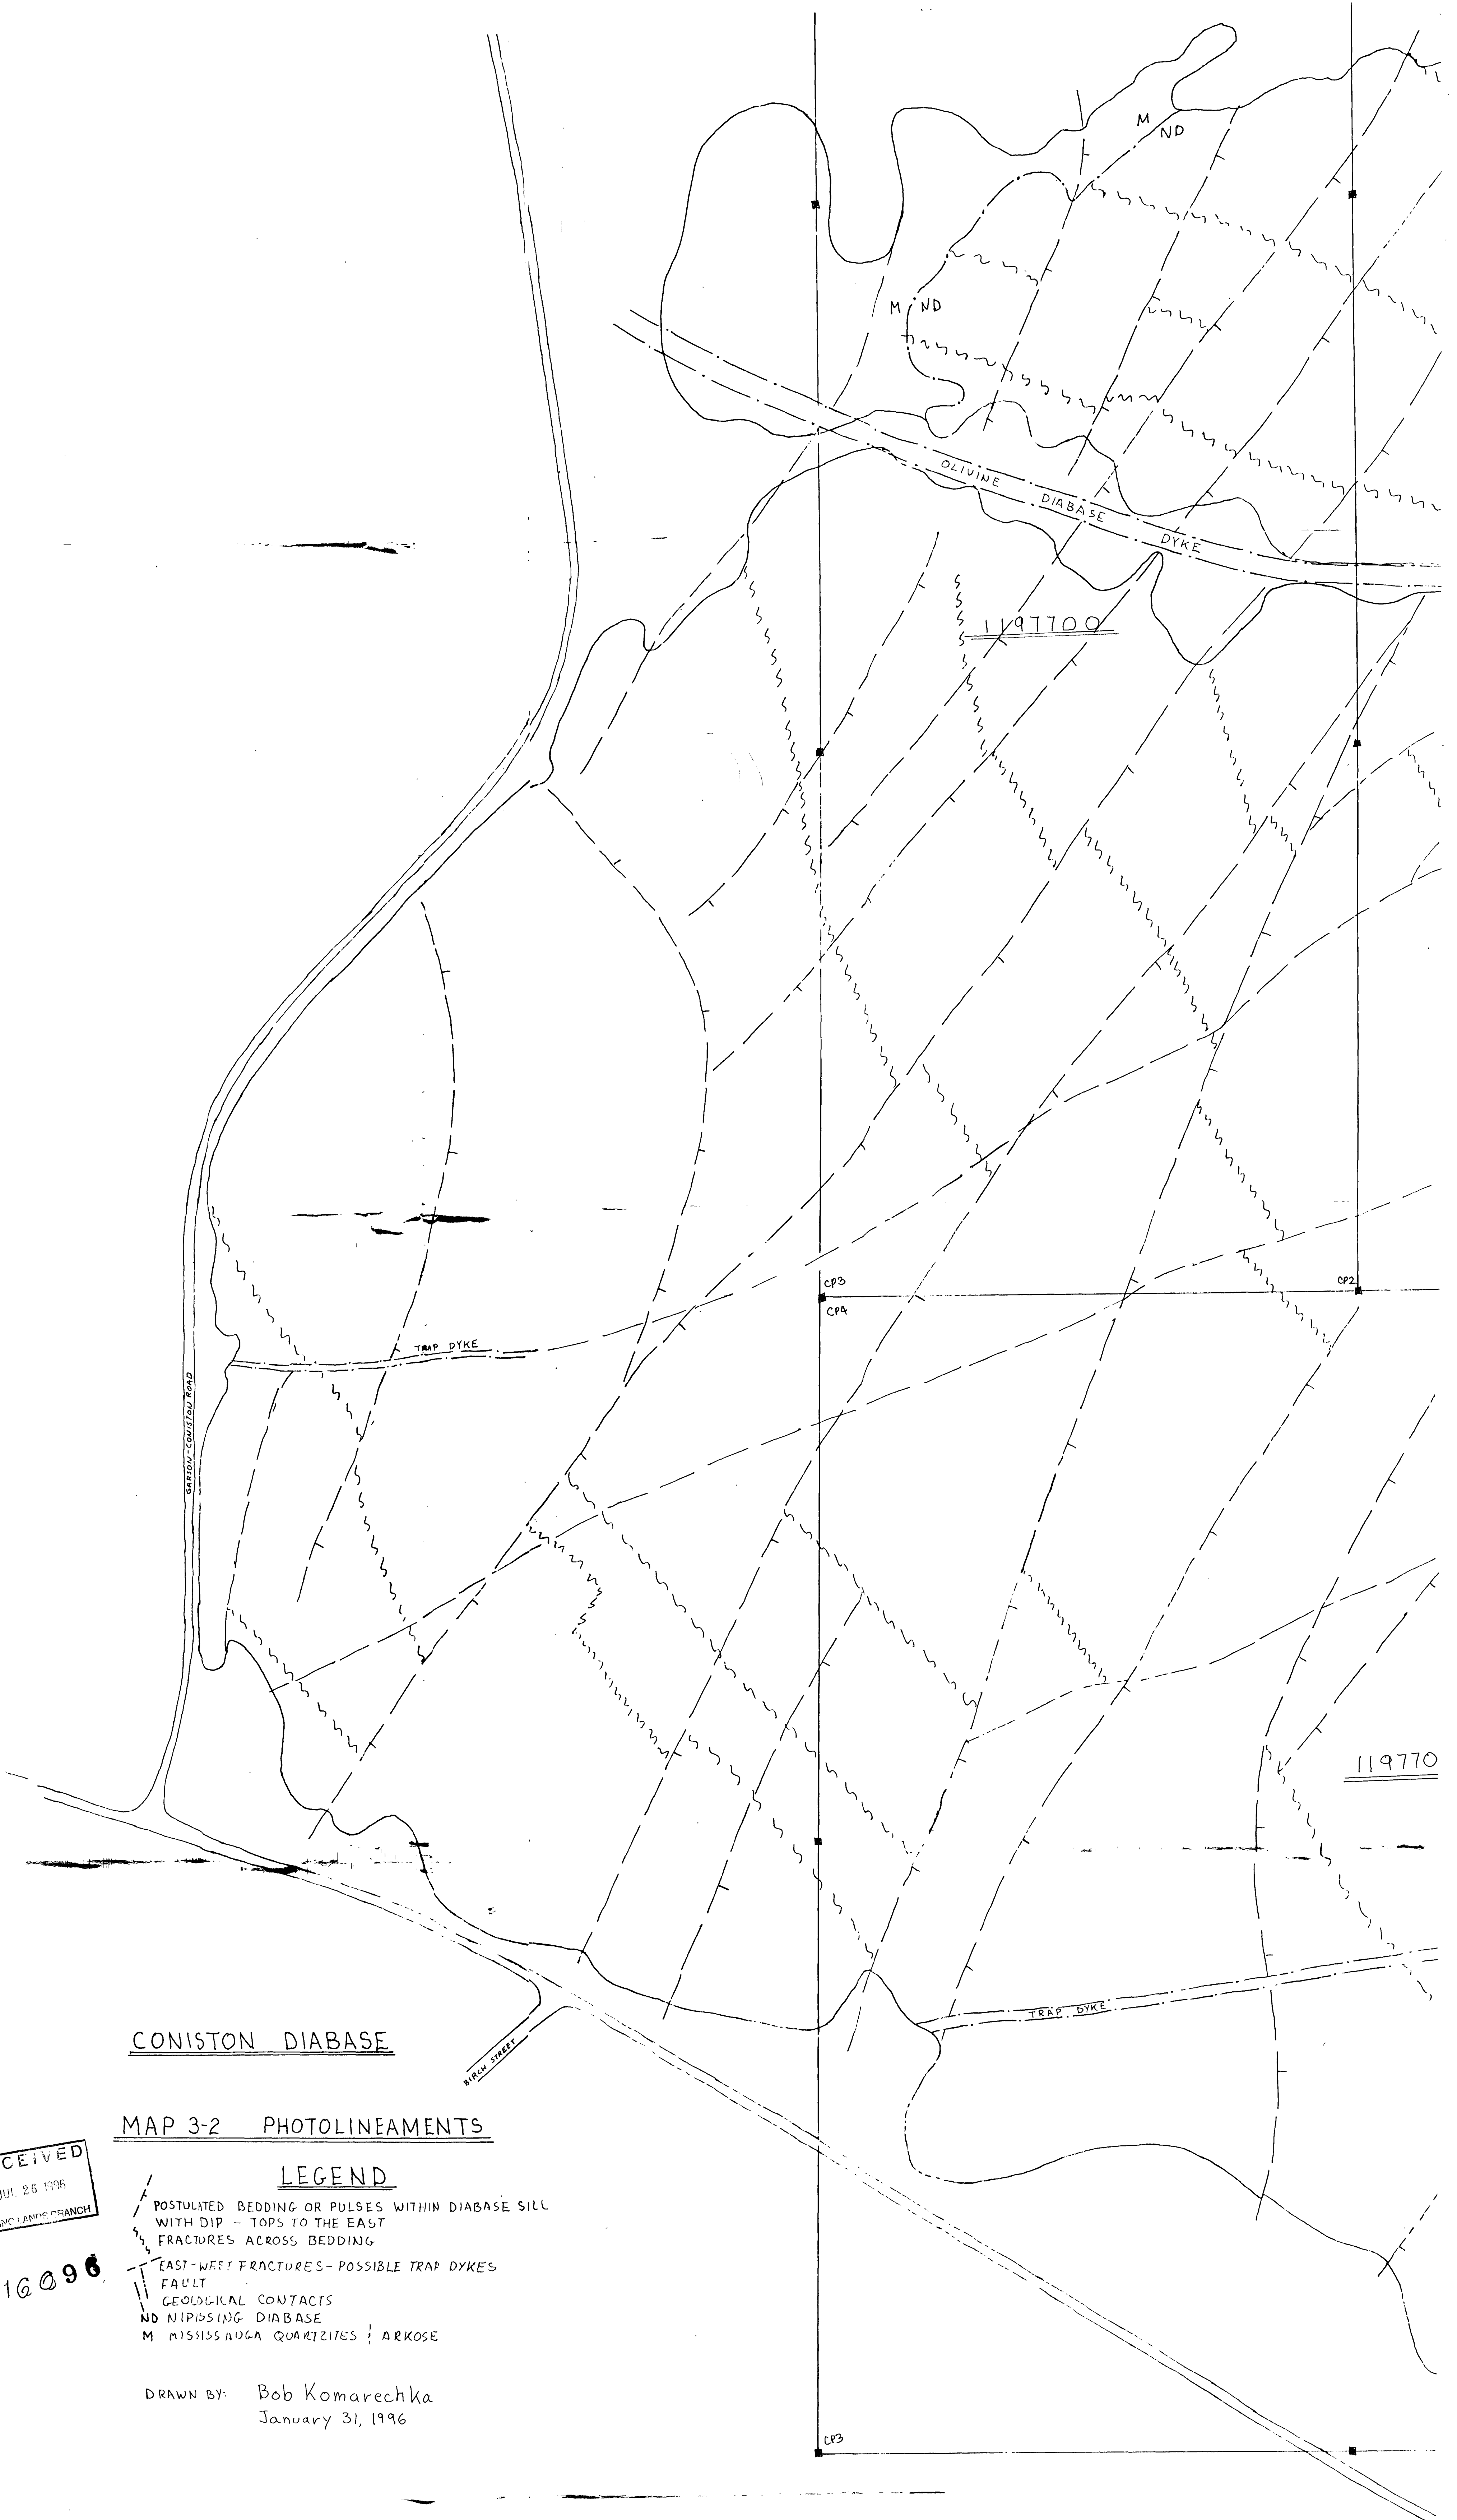 M
ND
M
ND
OLIVINE DIABASE DYKE
1197700
CP3
CP2
CP4
TRAP DYKE
GARSON-CONISTON ROAD
119770
TRAP DYKE
BIRCH STREET
CONISTON DIABASE
MAP 3-2 PHOTOLINEAMENTS
LEGEND
POSTULATED BEDDING OR PULSES WITHIN DIABASE SILL
WITH DIP - TOPS TO THE EAST
FRACTURES ACROSS BEDDING
EAST-WEST FRACTURES - POSSIBLE TRAP DYKES
FAULT
GEOLOGICAL CONTACTS
ND NIPISSING DIABASE
M MISSISSAUGA QUARTZITES & ARKOSE
DRAWN BY: Bob Komarechka
January 31, 1996
CEIVED
JUL 26 1996
LANDS BRANCH
CP3